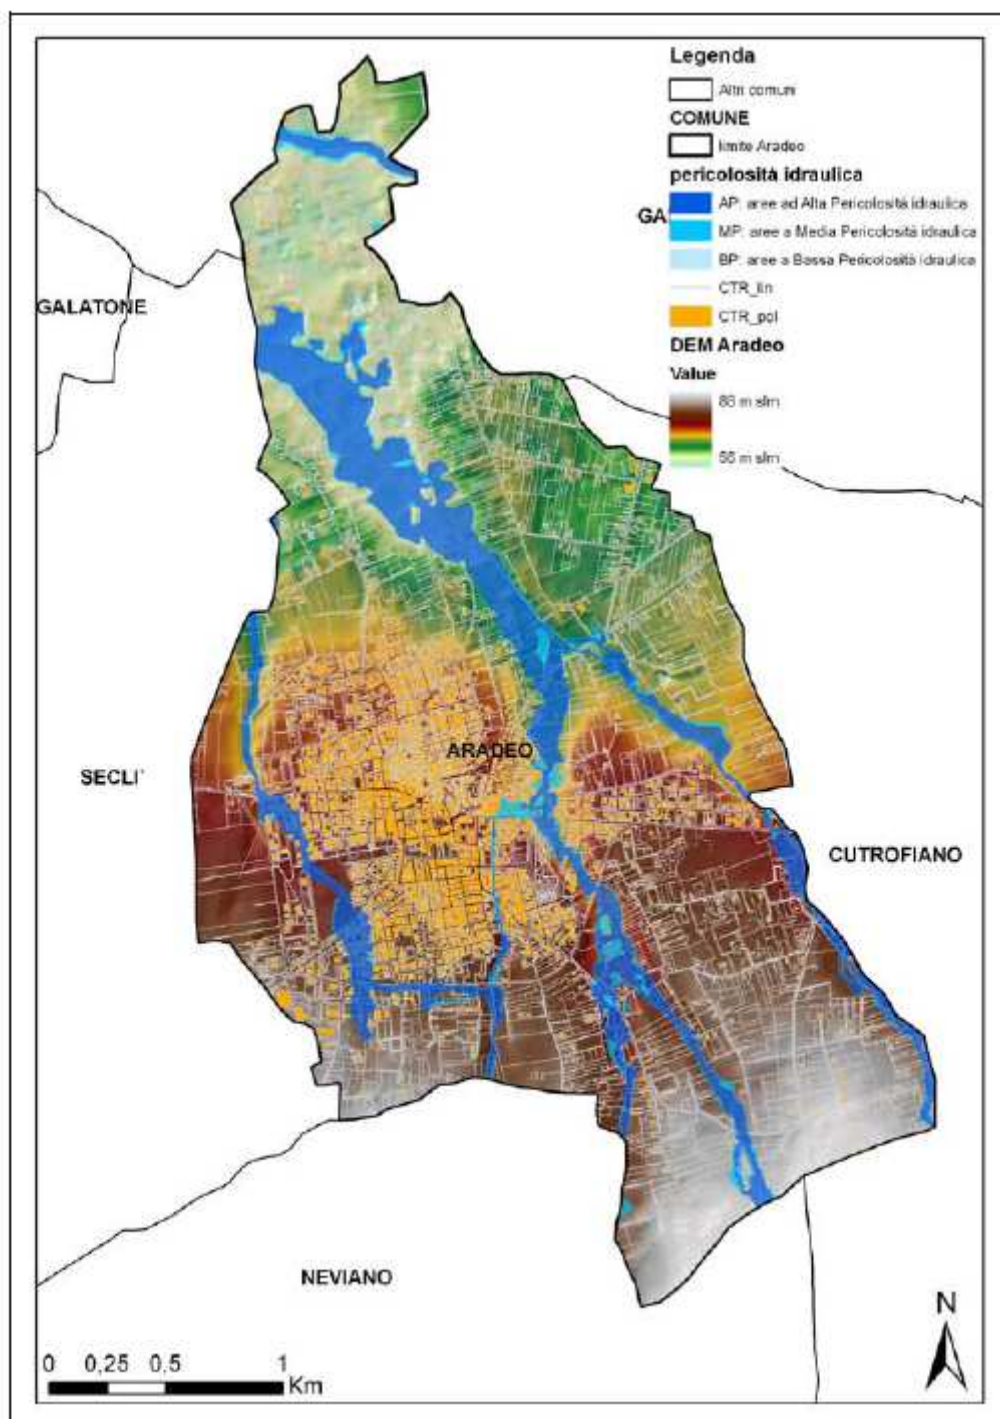 Legenda
Altri comuni
COMUNE
limite Aradeo
pericolosità idraulica
AP: aree ad Alta Pericolosità idraulica
GA
MP: aree a Media Pericolosità idraulica
BP: aree a Bassa Pericolosità idraulica
CTR_lin
CTR_pol
DEM Aradeo
Value
88 m slm
58 m slm
GALATONE
ARADEO
SECLI'
CUTROFIANO
NEVIANO
N
0 0,25 0,5 1
Km